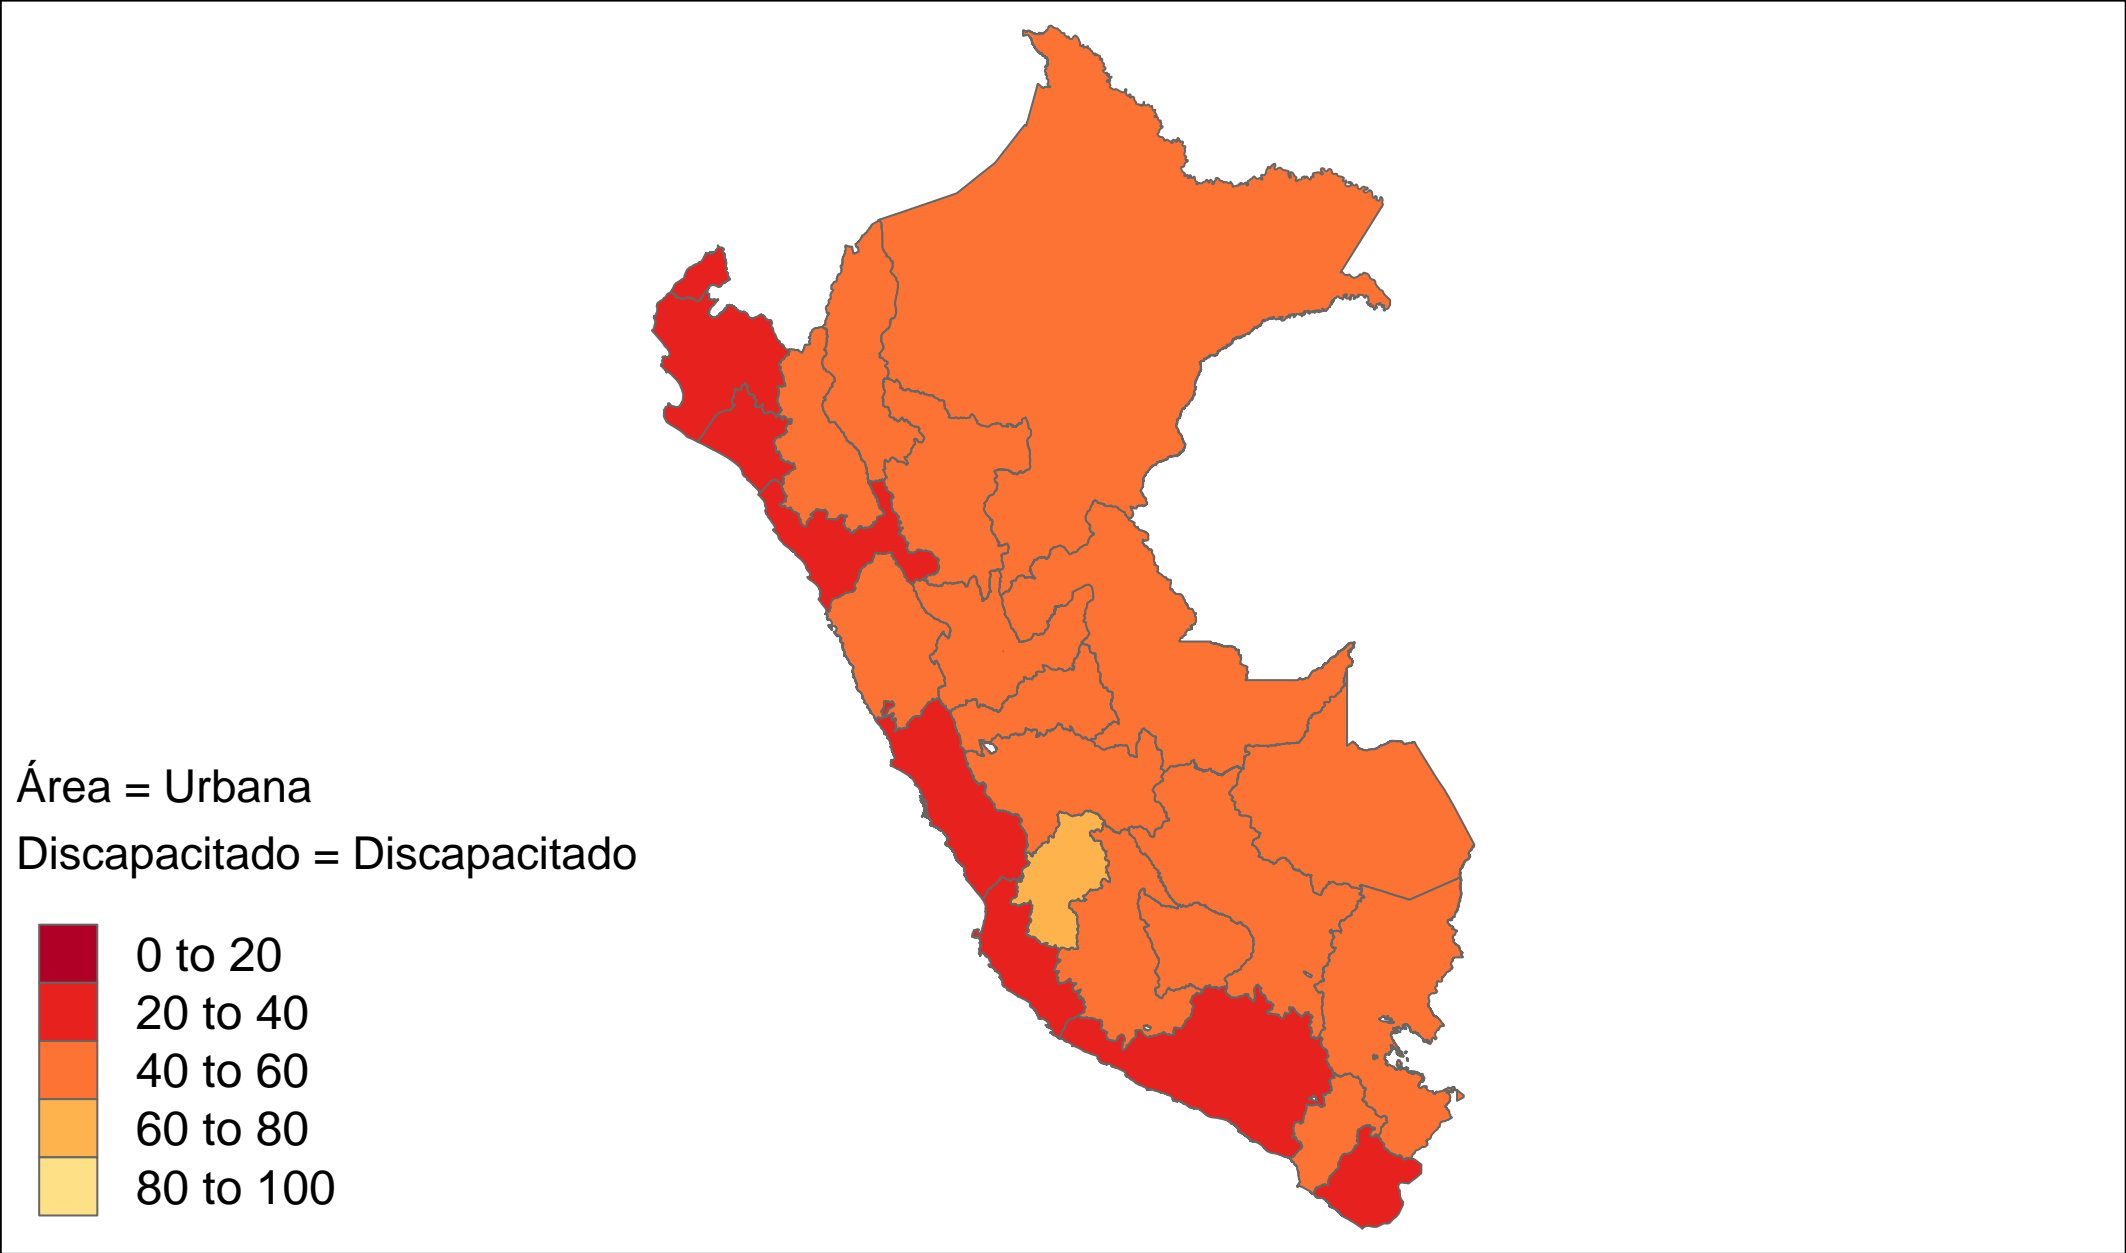 Área = Urbana
Discapacitado = Discapacitado
0 to 20
20 to 40
40 to 60
60 to 80
80 to 100